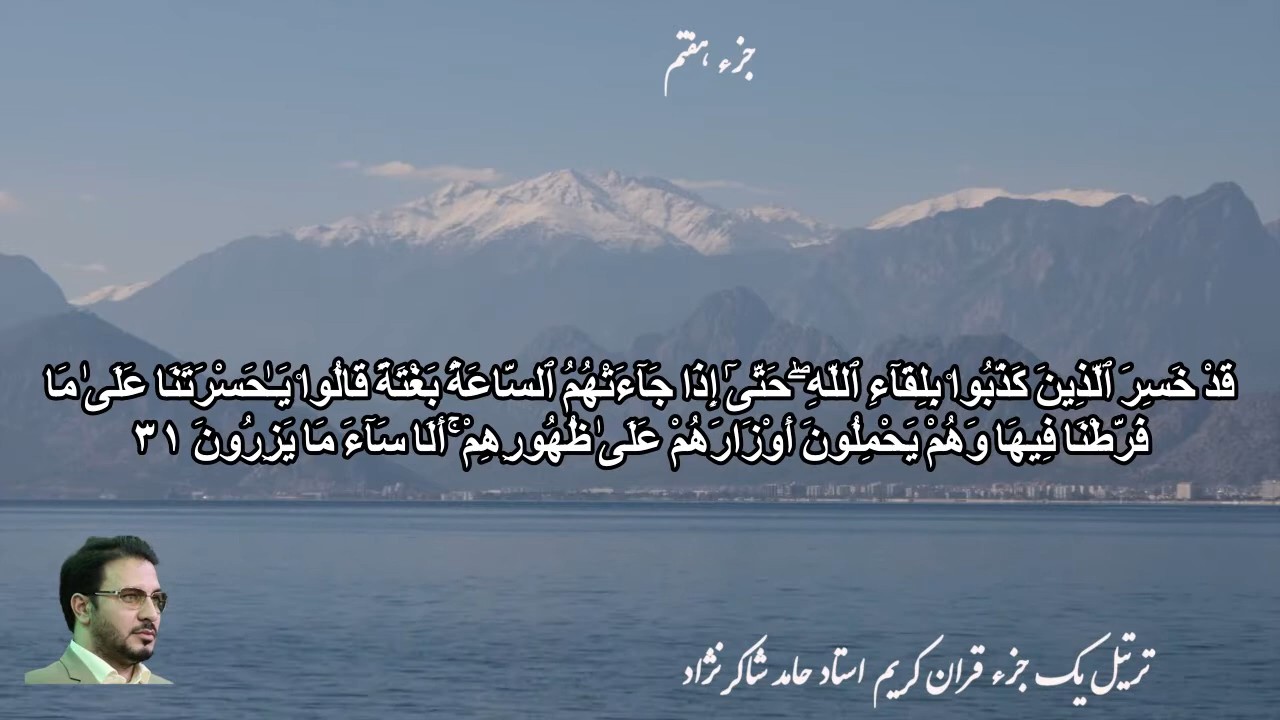 جزء هفتم
قَدْ خَسِرَ ٱلَّذِينَ كَذَّبُوا۟ بِلِقَآءِ ٱللَّهِ ۖ حَتَّىٰٓ إِذَا جَآءَتْهُمُ ٱلسَّاعَةُ بَغْتَةً قَالُوا۟ يَـٰحَسْرَتَنَا عَلَىٰ مَا
فَرَّطْنَا فِيهَا وَهُمْ يَحْمِلُونَ أَوْزَارَهُمْ عَلَىٰ ظُهُورِهِمْ ۚ أَلَا سَآءَ مَا يَزِرُونَ ٣١
ترتیل یک جزء قران کریم استاد حامد شاکرنژاد